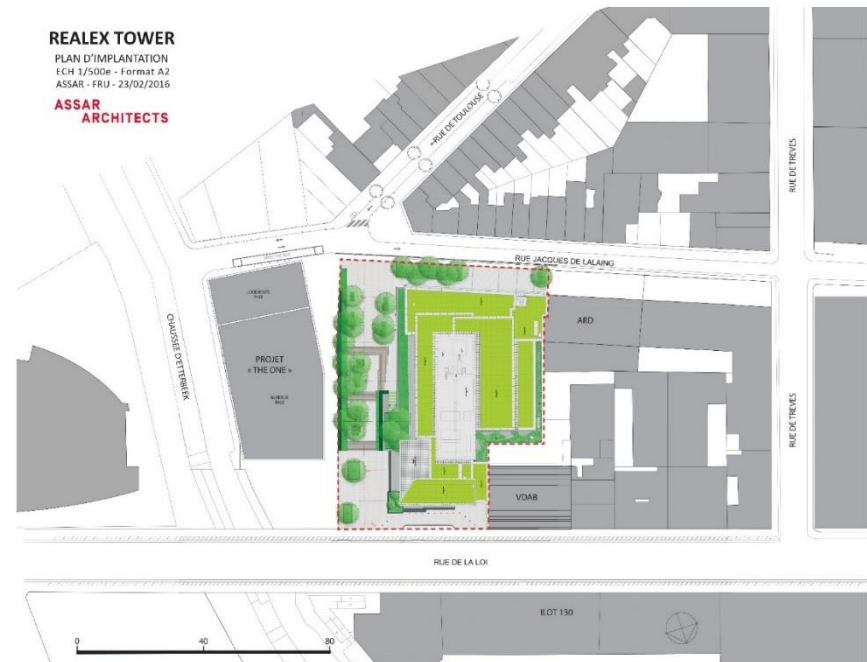 REALEX TOWER
PLAN D'IMPLANTATION
ECH 1/500e - Format A2
ASSAR - FRU - 23/02/2016
ASSAR
ARCHITECTS
RUE DE TOULOUSE
RUE DE TREVES
RUE JACQUES DE LALAING
CHAUSSEE D'ETTERBEEK
PROJET
« THE ONE »
ARD
RUE DE TREVES
VDAB
RUE DE LA LOI
ILOT 130
0 40 80